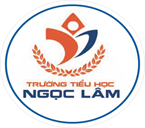 TRƯỜNG TIỂU HỌC
NGỌC LÂM